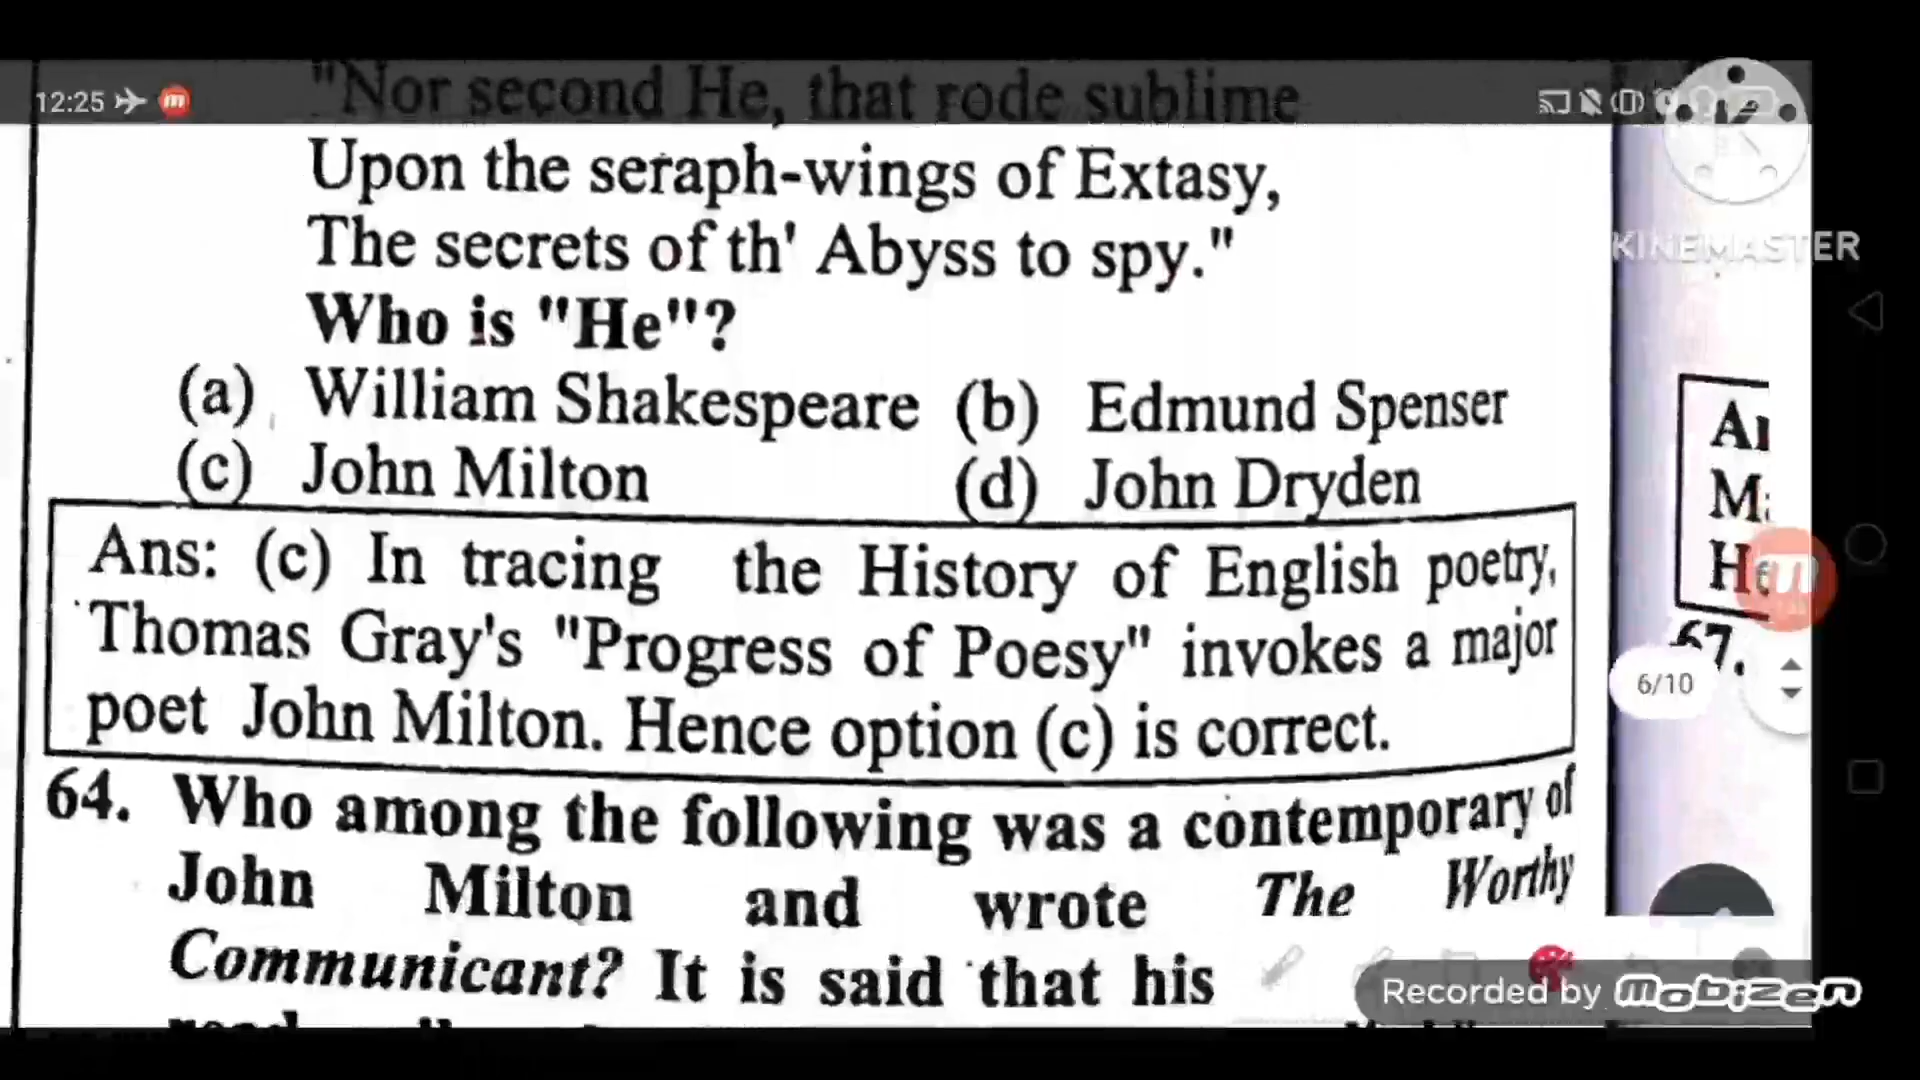 "Nor second He, that rode sublime
12:25
Upon the seraph-wings of Extasy,
The secrets of th' Abyss to spy."
KINEMASTER
Who is "He"?
(a) William Shakespeare (b) Edmund Spenser
(c) John Milton (d) John Dryden
Ans: (c) In tracing the History of English poetry,
Thomas Gray's "Progress of Poesy" invokes a major
poet John Milton. Hence option (c) is correct.
67.
6/10
64. Who among the following was a contemporary of
John Milton and wrote The Worthy
Communicant? It is said that his
Recorded by Mobizen